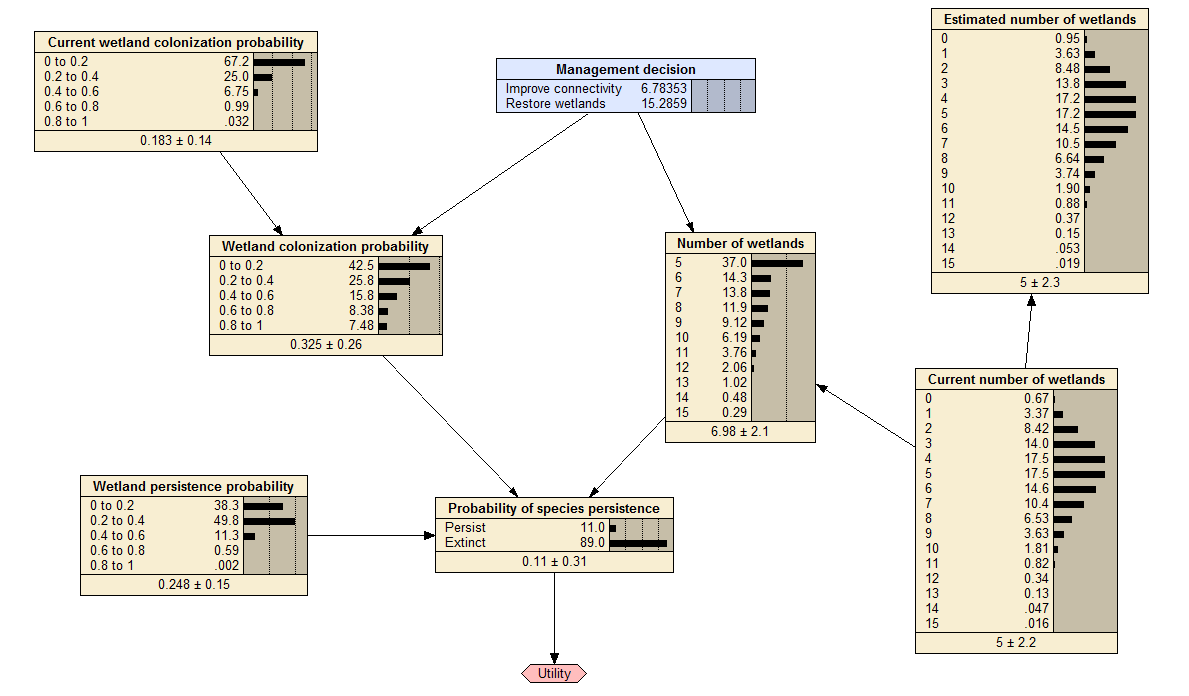 Current wetland colonization probability
0 to 0.2 67.2
0.2 to 0.4 25.0
0.4 to 0.6 6.75
0.6 to 0.8 0.99
0.8 to 1 .032
0.183 ± 0.14
Management decision
Improve connectivity 6.78353
Restore wetlands 15.2859
Estimated number of wetlands
0 0.95
1 3.63
2 8.48
3 13.8
4 17.2
5 17.2
6 14.5
7 10.5
8 6.64
9 3.74
10 1.90
11 0.88
12 0.37
13 0.15
14 .053
15 .019
5 ± 2.3
Wetland colonization probability
0 to 0.2 42.5
0.2 to 0.4 25.8
0.4 to 0.6 15.8
0.6 to 0.8 8.38
0.8 to 1 7.48
0.325 ± 0.26
Number of wetlands
5 37.0
6 14.3
7 13.8
8 11.9
9 9.12
10 6.19
11 3.76
12 2.06
13 1.02
14 0.48
15 0.29
6.98 ± 2.1
Current number of wetlands
0 0.67
1 3.37
2 8.42
3 14.0
4 17.5
5 17.5
6 14.6
7 10.4
8 6.53
9 3.63
10 1.81
11 0.82
12 0.34
13 0.13
14 .047
15 .016
5 ± 2.2
Wetland persistence probability
0 to 0.2 38.3
0.2 to 0.4 49.8
0.4 to 0.6 11.3
0.6 to 0.8 0.59
0.8 to 1 .002
0.248 ± 0.15
Probability of species persistence
Persist 11.0
Extinct 89.0
0.11 ± 0.31
Utility